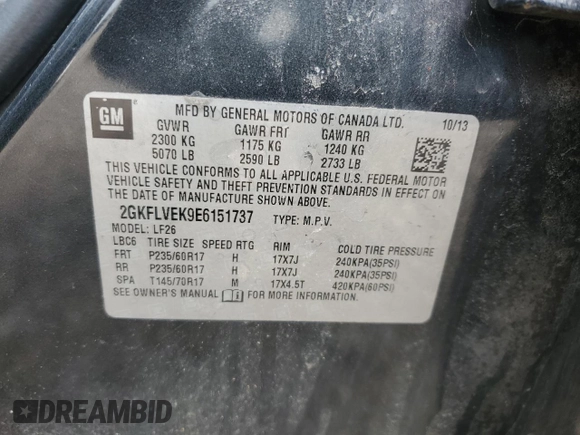 GM
MFD BY GENERAL MOTORS OF CANADA LTD. 10/13
GVWR GAWR FRT GAWR RR
2300 KG 1175 KG 1240 KG
5070 LB 2590 LB 2733 LB
THIS VEHICLE CONFORMS TO ALL APPLICABLE U.S. FEDERAL MOTOR
VEHICLE SAFETY AND THEFT PREVENTION STANDARDS IN EFFECT ON
THE DATE OF MANUFACTURE SHOWN ABOVE.
2GKFLVEK9E6151737 TYPE: M.P.V.
MODEL: LF26
LBC6 TIRE SIZE SPEED RTG RIM COLD TIRE PRESSURE
FRT P235/60R17 H 17X7J 240KPA(35PSI)
RR P235/60R17 H 17X7J 240KPA(35PSI)
SPA T145/70R17 M 17X4.5T 420KPA(60PSI)
SEE OWNER'S MANUAL FOR MORE INFORMATION.
DREAMBID